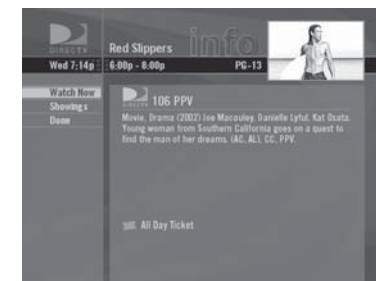 info
DIRECTV
Red Slippers
Wed 7:14p 6:00p - 8:00p PG-13
Watch Now
Showings
Done
DIRECTV 106 PPV
Movie, Drama (2002) Joe Macauley, Danielle Lyful, Kat Osata.
Young woman from Southern California goes on a quest to
find the man of her dreams. (AC, AL), CC, PPV.
All Day Ticket